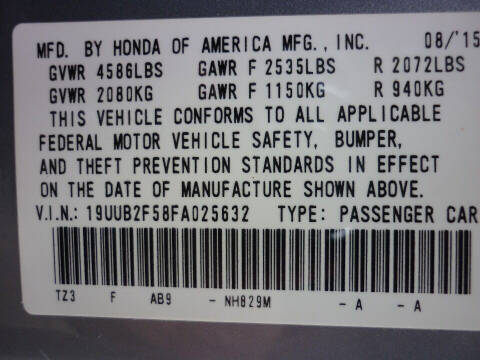 MFD. BY HONDA OF AMERICA MFG., INC. 08/'15
GVWR 4586LBS GAWR F 2535LBS R 2072LBS
GVWR 2080KG GAWR F 1150KG R 940KG
THIS VEHICLE CONFORMS TO ALL APPLICABLE
FEDERAL MOTOR VEHICLE SAFETY, BUMPER,
AND THEFT PREVENTION STANDARDS IN EFFECT
ON THE DATE OF MANUFACTURE SHOWN ABOVE.
V.I.N.: 19UUB2F58FA025632 TYPE: PASSENGER CAR
TZ3 F AB9 - NH829M - A - A